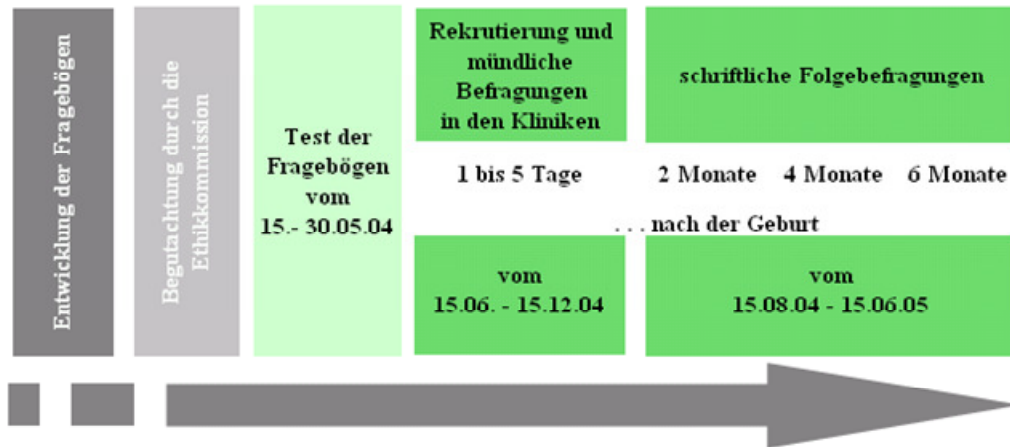 Entwicklung der Fragebögen
Begutachtung durch die
Ethikkommission
Test der
Fragebögen
vom
15.- 30.05.04
Rekrutierung und
mündliche
Befragungen
in den Kliniken
schriftliche Folgebefragungen
1 bis 5 Tage
2 Monate 4 Monate 6 Monate
. . . nach der Geburt
vom
15.06. - 15.12.04
vom
15.08.04 - 15.06.05